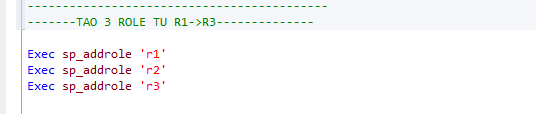 ------------------------------------------
-------TAO 3 ROLE TU R1->R3--------------
Exec sp_addrole 'r1'
Exec sp_addrole 'r2'
Exec sp_addrole 'r3'